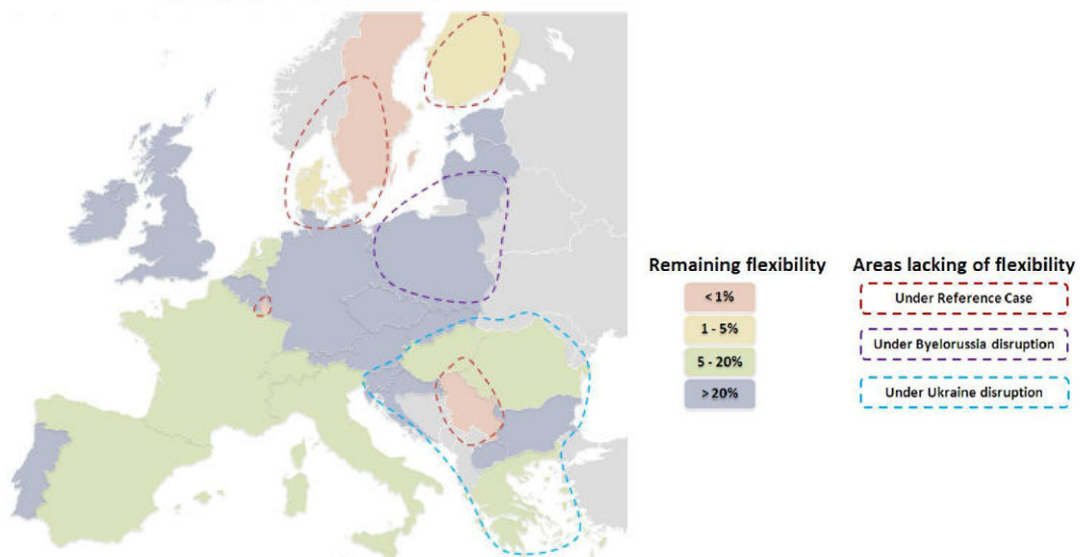 Remaining flexibility
< 1%
1 - 5%
5 - 20%
> 20%
Areas lacking of flexibility
Under Reference Case
Under Byelorussia disruption
Under Ukraine disruption